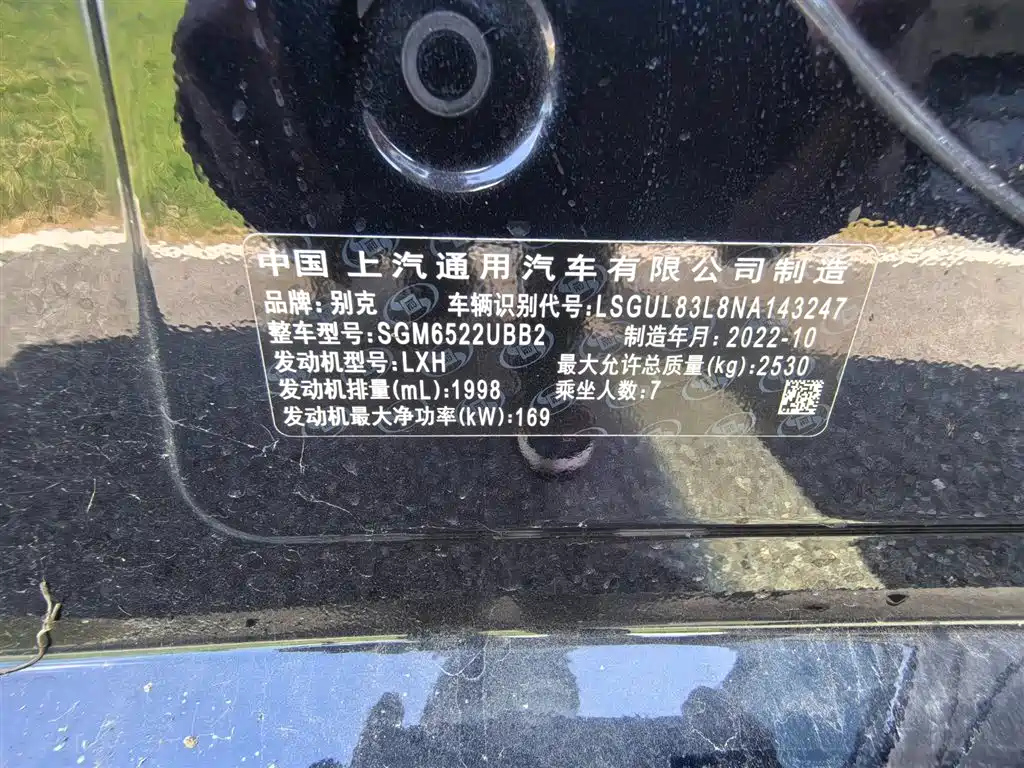 中国 上汽通用汽车有限公司制造
品牌: 别克 车辆识别代号:LSGUL83L8NA143247
整车型号:SGM6522UBB2 制造年月:2022-10
发动机型号:LXH 最大允许总质量(kg):2530
发动机排量(mL):1998 乘坐人数:7
发动机最大净功率(kW):169